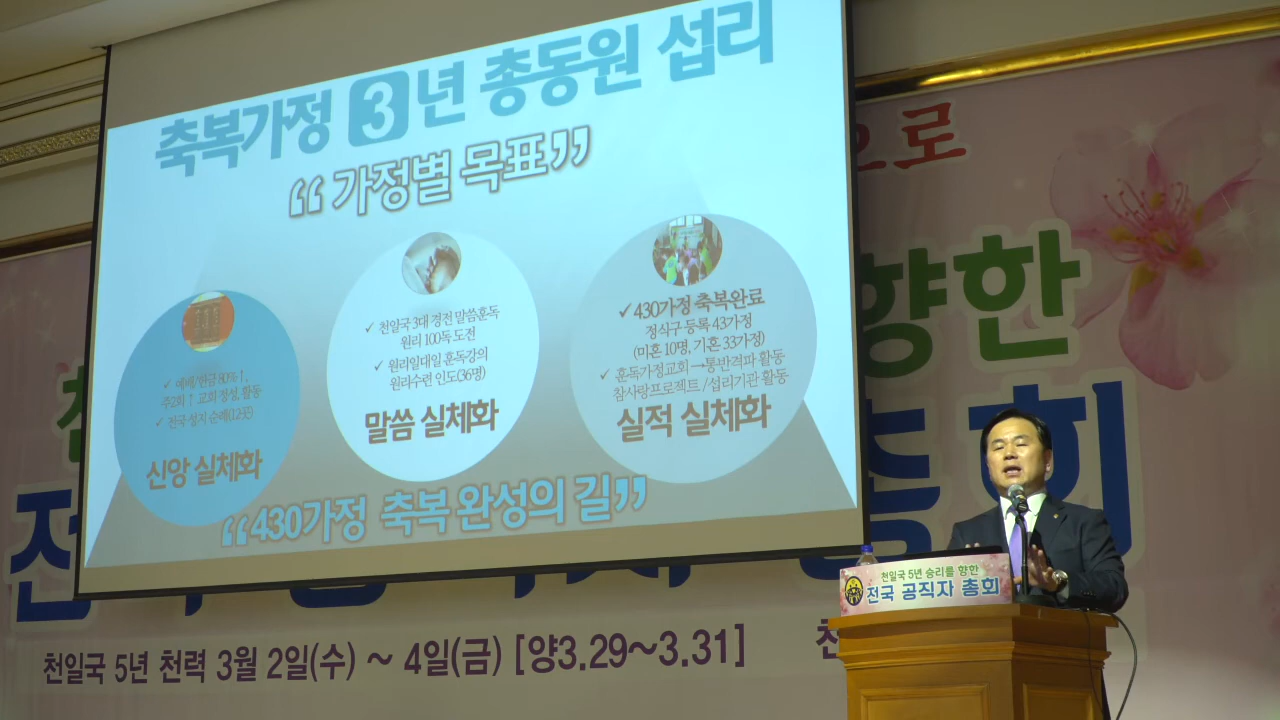 축복가정 3년 총동원 섭리
“가정별 목표”
✓ 예배/헌금 80%↑,
주2회↑ 교회 정성, 활동
✓ 전국 성지 순례(12곳)
신앙 실체화
✓ 천일국 3대 경전 말씀훈독
원리 100독 도전
✓ 원리일대일 훈독강의
원리수련 인도(36명)
말씀 실체화
✓ 430가정 축복완료
정식구 등록 43가정
(미혼 10명, 기혼 33가정)
✓ 훈독가정교회→통반격파 활동
참사랑프로젝트/섭리기관 활동
실적 실체화
“430가정 축복 완성의 길”
으로
향한
천일국 5년 천력 3월 2일(수) ~ 4일(금) [양3.29~3.31]
천일국 5년 승리를 향한
전국 공직자 총회